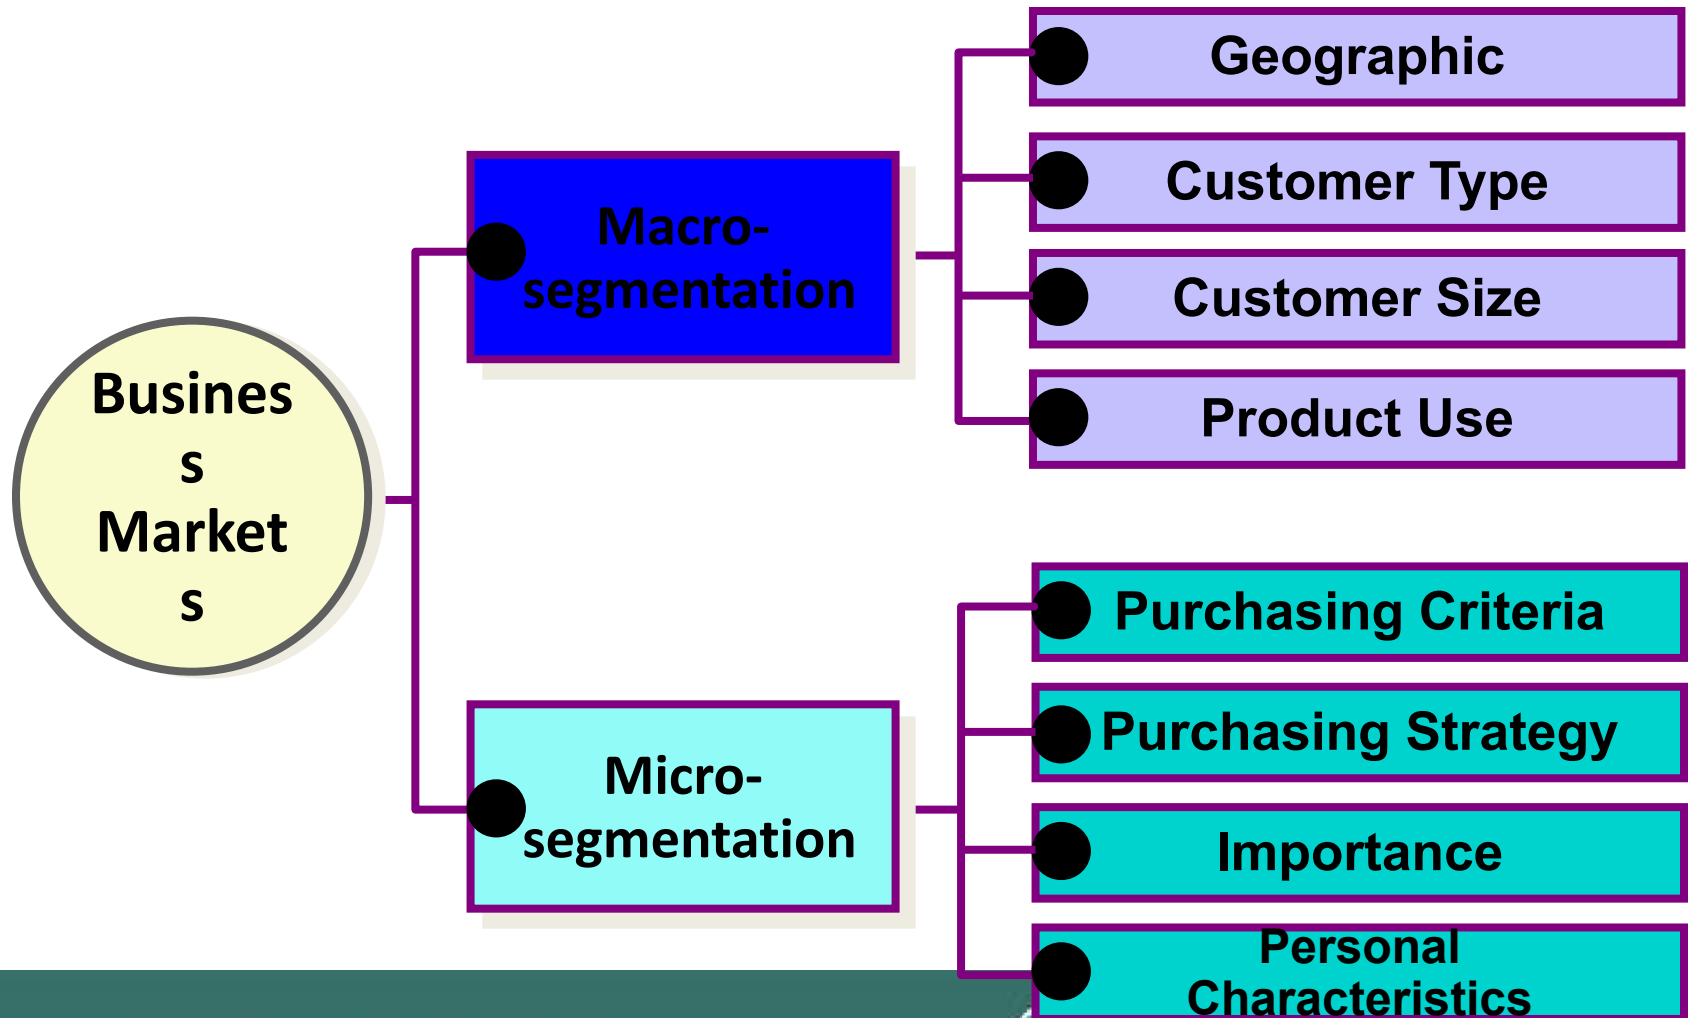 Busines
s
Market
s
Macro-
segmentation
Geographic
Customer Type
Customer Size
Product Use
Micro-
segmentation
Purchasing Criteria
Purchasing Strategy
Importance
Personal
Characteristics